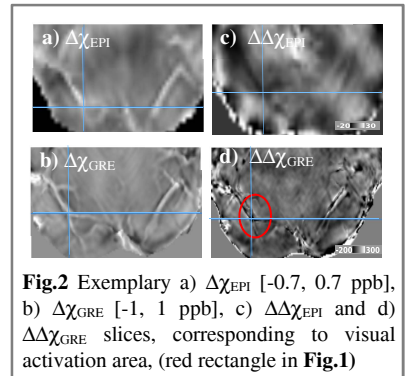 a) ΔχEPI
c) ΔΔχEPI
-20 330
b) ΔχGRE
d) ΔΔχGRE
-200 300
Fig.2 Exemplary a) ΔχEPI [-0.7, 0.7 ppb],
b) ΔχGRE [-1, 1 ppb], c) ΔΔχEPI and d)
ΔΔχGRE slices, corresponding to visual
activation area, (red rectangle in Fig.1)